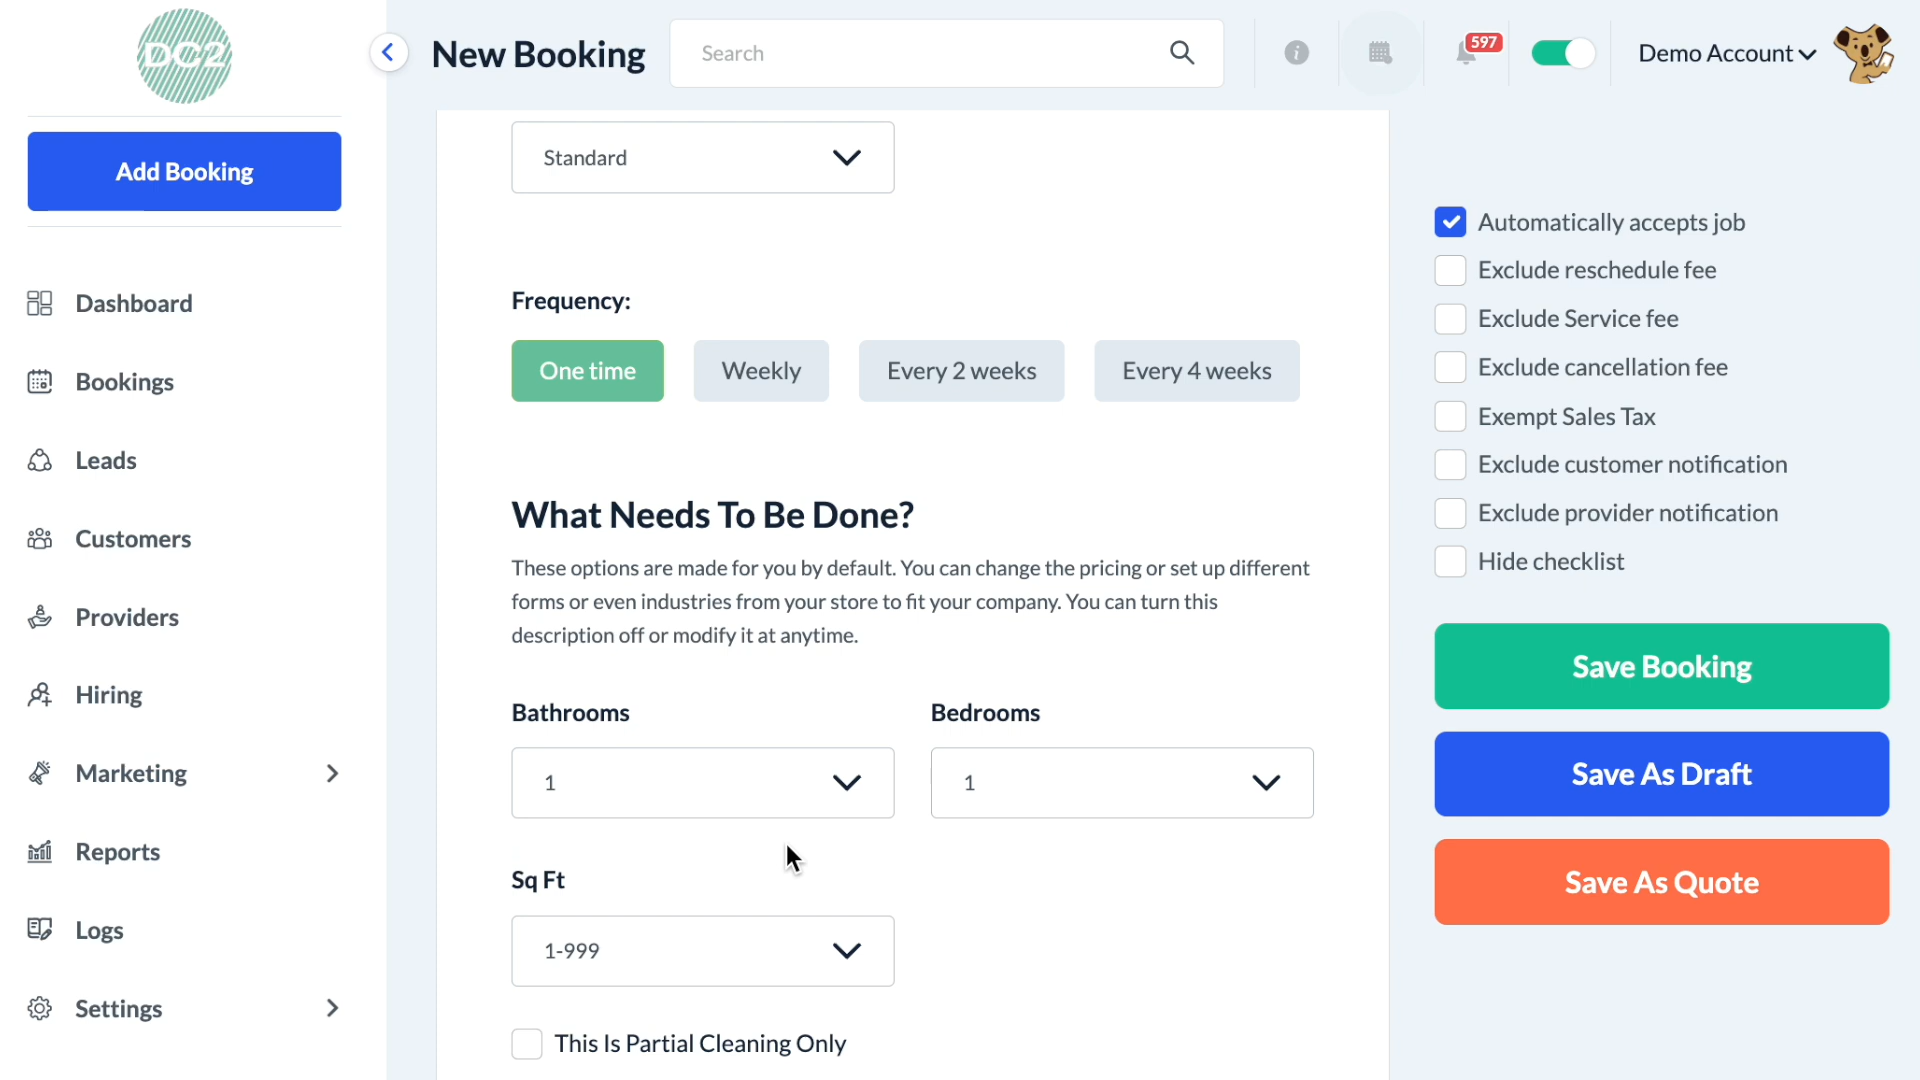 DC2
New Booking
Search
597
Demo Account
Add Booking
Dashboard
Bookings
Leads
Customers
Providers
Hiring
Marketing
Reports
Logs
Settings
Standard
Frequency:
One time
Weekly
Every 2 weeks
Every 4 weeks
What Needs To Be Done?
These options are made for you by default. You can change the pricing or set up different
forms or even industries from your store to fit your company. You can turn this
description off or modify it at anytime.
Bathrooms
Bedrooms
1
1
Sq Ft
1-999
This Is Partial Cleaning Only
Automatically accepts job
Exclude reschedule fee
Exclude Service fee
Exclude cancellation fee
Exempt Sales Tax
Exclude customer notification
Exclude provider notification
Hide checklist
Save Booking
Save As Draft
Save As Quote